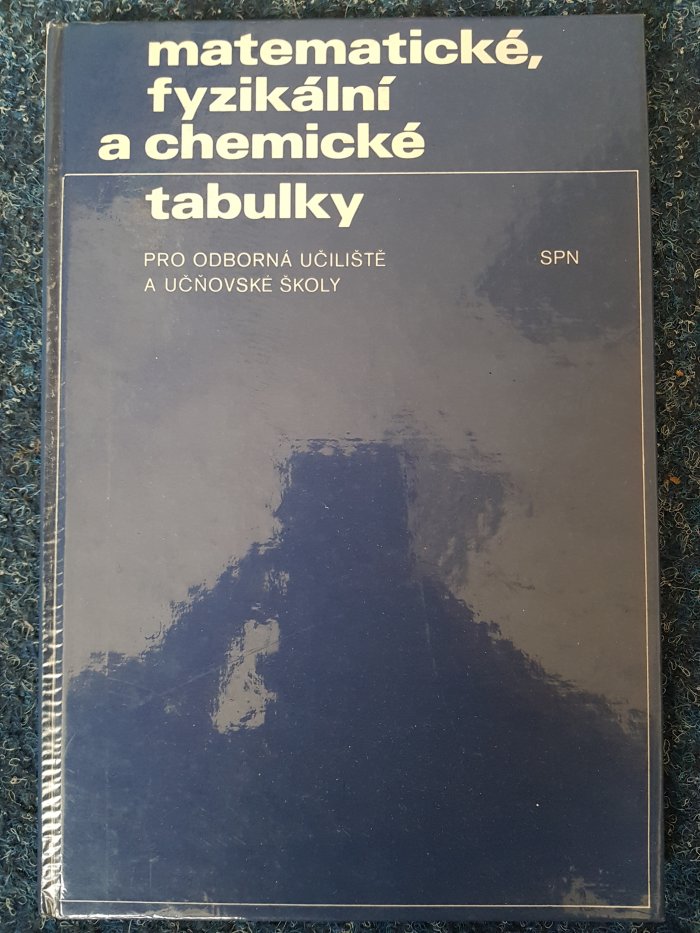 matematické,
fyzikální
a chemické
tabulky
PRO ODBORNÁ UČILIŠTĚ
A UČŇOVSKÉ ŠKOLY
SPN